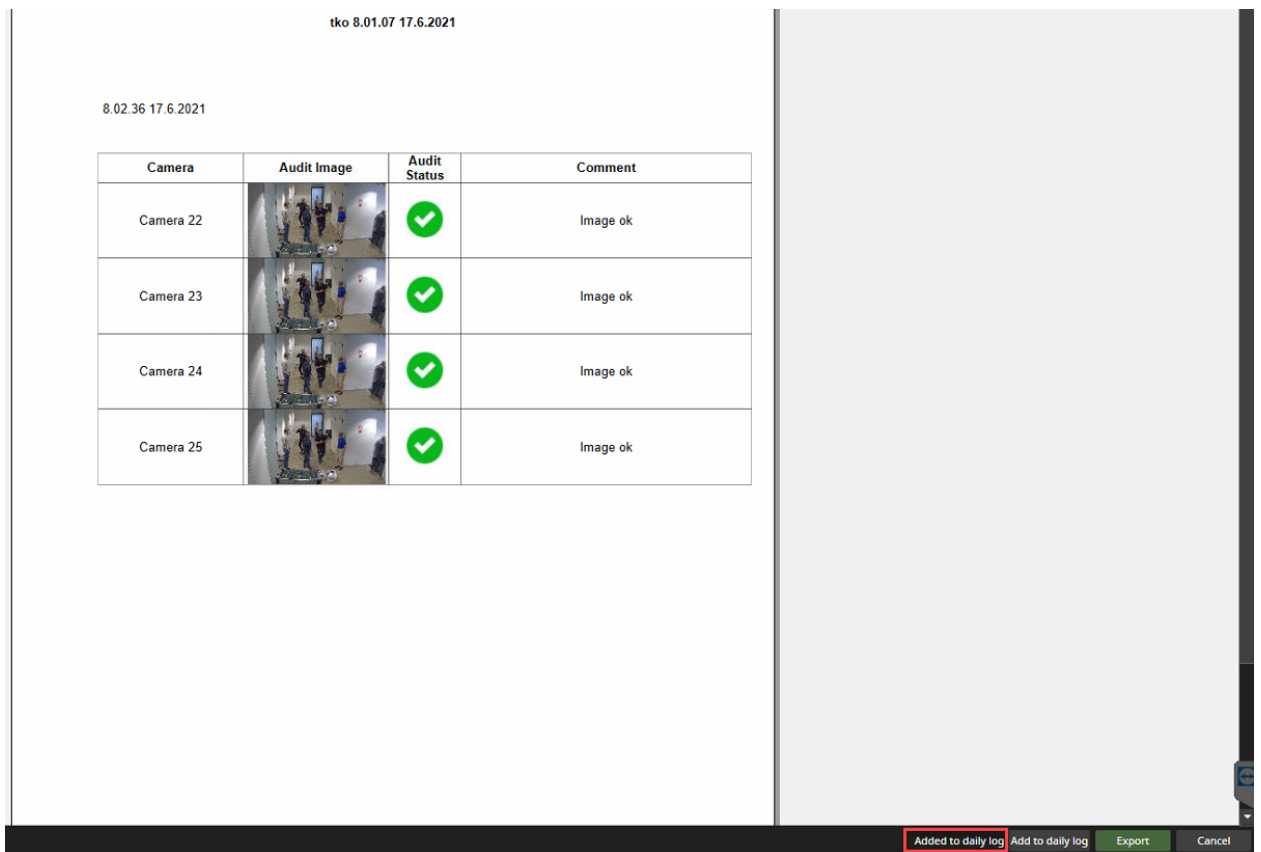 tko 8.01.07 17.6.2021
8.02.36 17.6.2021
Camera Audit Image Audit Status Comment
Camera 22 Image ok
Camera 23 Image ok
Camera 24 Image ok
Camera 25 Image ok
Added to daily log Add to daily log Export Cancel